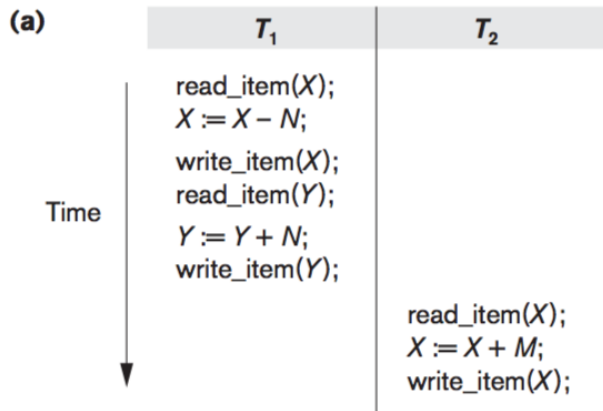 (a)
T1 T2
read_item(X);
X := X – N;
write_item(X);
read_item(Y);
Time
Y := Y + N;
write_item(Y);
read_item(X);
X := X + M;
write_item(X);